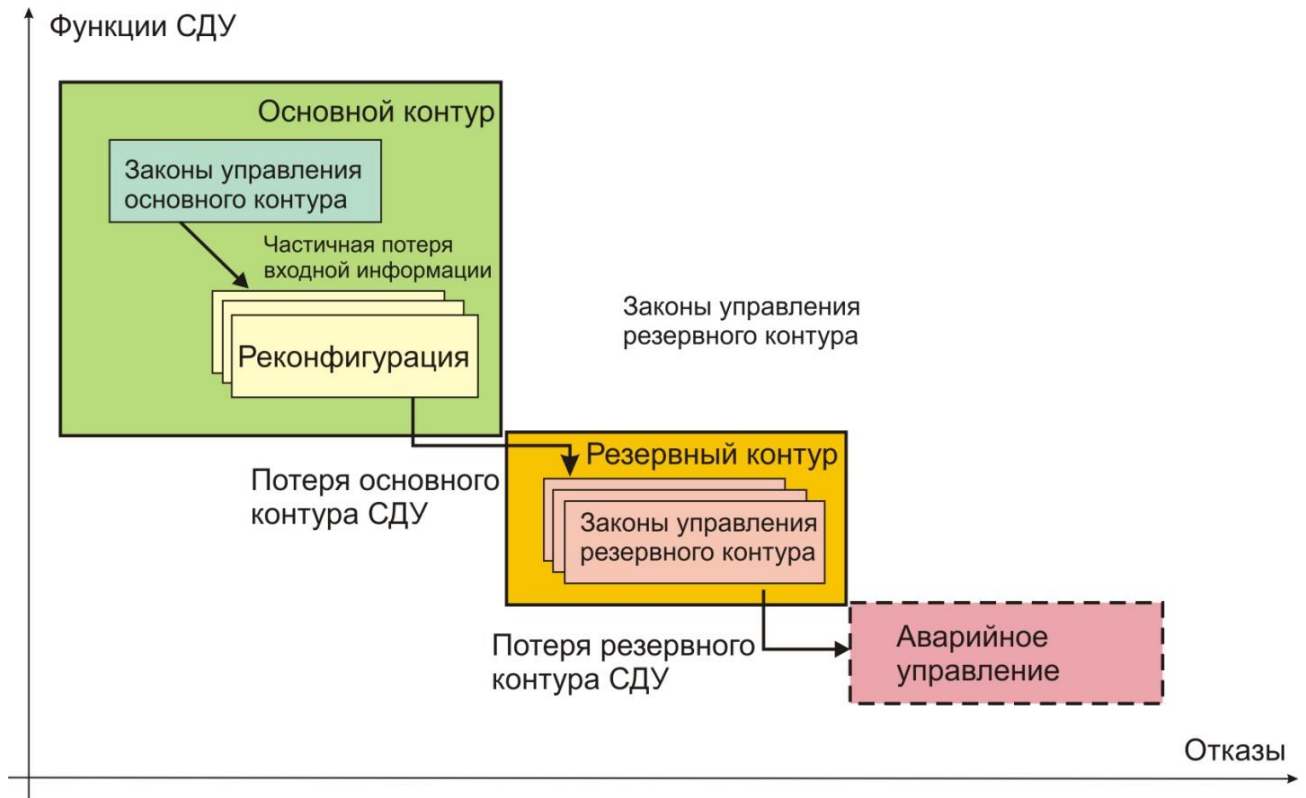 Функции СДУ
Основной контур
Законы управления
основного контура
Частичная потеря
входной информации
Реконфигурация
Законы управления
резервного контура
Потеря основного
контура СДУ
Резервный контур
Законы управления
резервного контура
Потеря резервного
контура СДУ
Аварийное
управление
Отказы